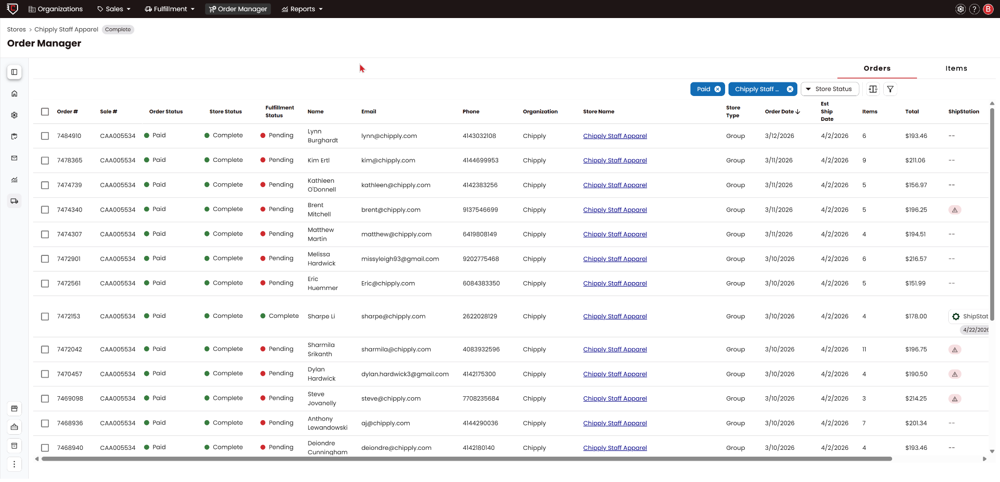 Organizations Sales Fulfillment Order Manager Reports ? B
Stores > Chipply Staff Apparel Complete
Order Manager
Orders Items
Paid Chipply Staff ... Store Status
Order # Sale # Order Status Store Status Fulfillment Status Name Email Phone Organization Store Name Store Type Order Date Est Ship Date Items Total ShipStation
7484910 CAA005534 Paid Complete Pending Lynn Burghardt lynn@chipply.com 4143032108 Chipply Chipply Staff Apparel Group 3/12/2026 4/2/2026 6 $193.46 --
7478365 CAA005534 Paid Complete Pending Kim Ertl kim@chipply.com 4144699953 Chipply Chipply Staff Apparel Group 3/11/2026 4/2/2026 9 $211.06 --
7474739 CAA005534 Paid Complete Pending Kathleen O'Donnell kathleen@chipply.com 4142383256 Chipply Chipply Staff Apparel Group 3/11/2026 4/2/2026 5 $156.97 --
7474340 CAA005534 Paid Complete Pending Brent Mitchell brent@chipply.com 9137546699 Chipply Chipply Staff Apparel Group 3/11/2026 4/2/2026 5 $196.25
7474307 CAA005534 Paid Complete Pending Matthew Martin matthew@chipply.com 6419808149 Chipply Chipply Staff Apparel Group 3/11/2026 4/2/2026 4 $194.51 --
7472901 CAA005534 Paid Complete Pending Melissa Hardwick missyleigh93@gmail.com 9202775468 Chipply Chipply Staff Apparel Group 3/10/2026 4/2/2026 6 $216.57 --
7472561 CAA005534 Paid Complete Pending Eric Huemmer Eric@chipply.com 6084383350 Chipply Chipply Staff Apparel Group 3/10/2026 4/2/2026 5 $151.99 --
7472153 CAA005534 Paid Complete Complete Sharpe Li sharpe@chipply.com 2622028129 Chipply Chipply Staff Apparel Group 3/10/2026 4/2/2026 4 $178.00 ShipStat
4/22/2026
7472042 CAA005534 Paid Complete Pending Sharmila Srikanth sharmila@chipply.com 4083932596 Chipply Chipply Staff Apparel Group 3/10/2026 4/2/2026 11 $196.75
7470457 CAA005534 Paid Complete Pending Dylan Hardwick dylan.hardwick3@gmail.com 4142175300 Chipply Chipply Staff Apparel Group 3/10/2026 4/2/2026 4 $190.50
7469098 CAA005534 Paid Complete Pending Steve Jovanelly steve@chipply.com 7708235684 Chipply Chipply Staff Apparel Group 3/10/2026 4/2/2026 3 $214.25
7468936 CAA005534 Paid Complete Pending Anthony Lewandowski aj@chipply.com 4144290036 Chipply Chipply Staff Apparel Group 3/10/2026 4/2/2026 7 $201.34 --
7468940 CAA005534 Paid Complete Pending Deiondre Cunningham deiondre@chipply.com 4142180140 Chipply Chipply Staff Apparel Group 3/10/2026 4/2/2026 4 $193.46 --